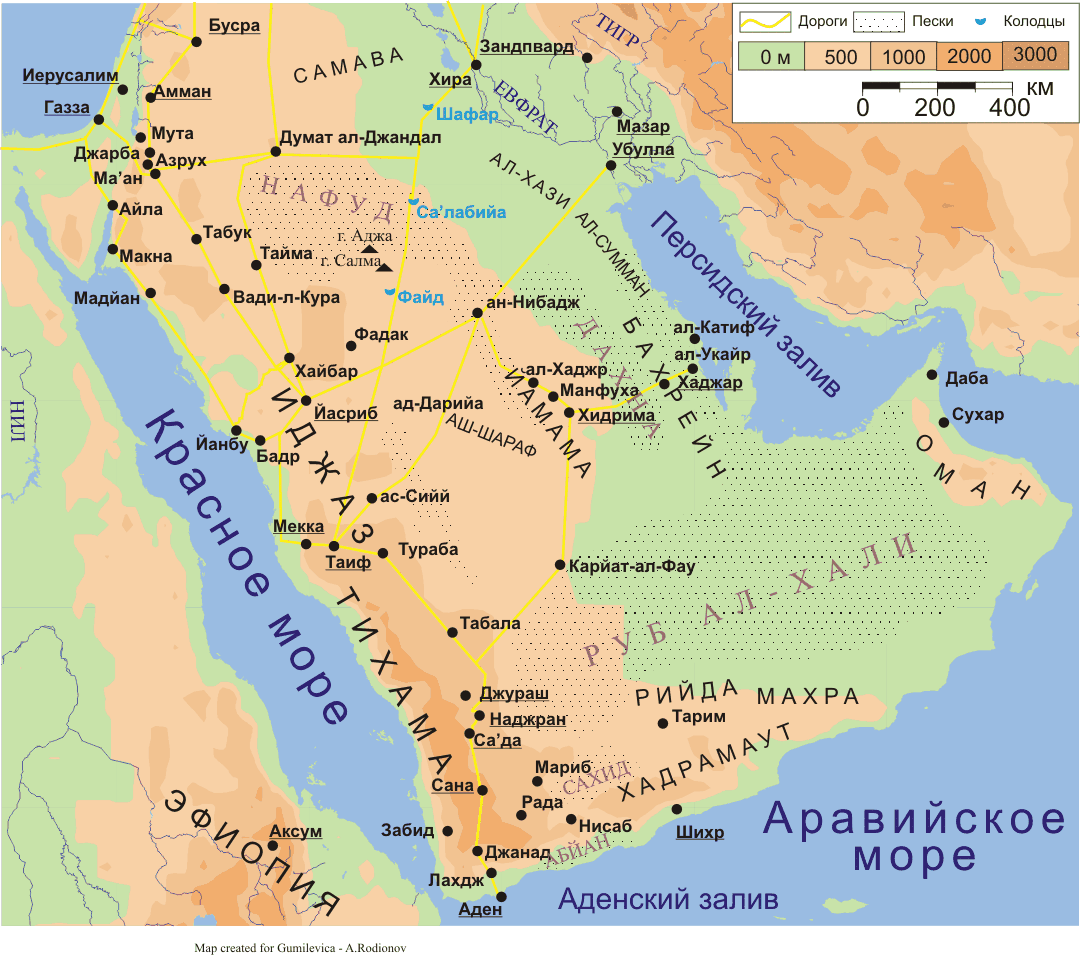 Дороги
Пески
Колодцы
0 м
500
1000
2000
3000
0
200
400
км
Бусра
САМАВА
Зандпвард
ТИГР
Иерусалим
Амман
Хира
ЕВФРАТ
Газза
Шафар
Мазар
Мута
Думат ал-Джандал
Убулла
Джарба
Азрух
Ма'ан
АЛ-ХАЗИ
НАФУД
Айла
Са'лабийа
АЛ-СУММАН
Персидский залив
Табук
г. Аджа
Макна
Тайма
г. Салма
Мадйан
Вади-л-Кура
Файд
ан-Нибадж
ДАХНА
БАХРЕЙН
ал-Катиф
Фадак
ал-Укайр
Хайбар
ал-Хаджр
Хаджар
Даба
Манфуха
НИЛ
ХИДЖАЗ
Йасриб
ад-Дарийа
ИАМАМА
Хидрима
Сухар
Йанбу
Бадр
АШ-ШАРАФ
ОМАН
Красное море
ас-Сийй
Мекка
Таиф
Тураба
Карйат-ал-Фау
РУБ АЛ-ХАЛИ
ТИХАМА
Табала
Джураш
РИЙДА
МАХРА
Наджран
Тарим
Са'да
ХАДРАМАУТ
Мариб
САХИД
Сана
Рада
ЭФИОПИЯ
Аксум
Забид
Нисаб
Шихр
Аравийское
море
Джанад
АБЙАН
Лахдж
Аден
Аденский залив
Map created for Gumilevica - A.Rodionov